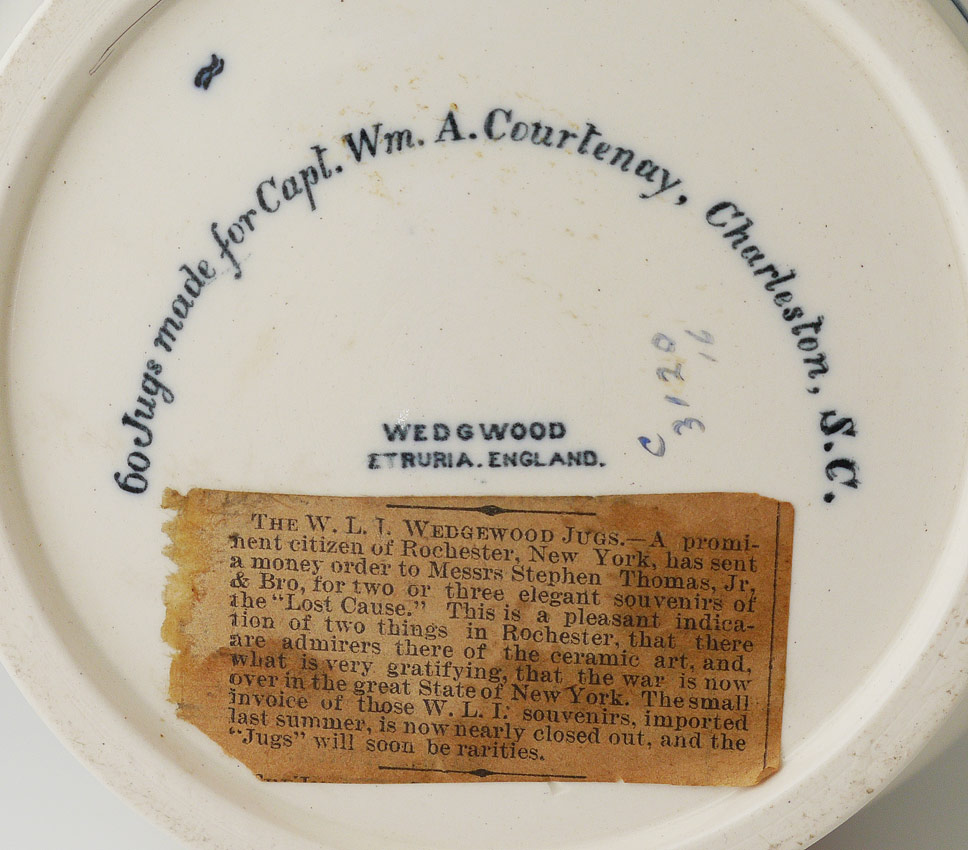 60 Jugs made for Capt. Wm. A. Courtenay, Charleston, S.C.
C 3120
WEDGWOOD
ETRURIA. ENGLAND.
THE W. L. I. WEDGEWOOD JUGS.—A promi-
nent citizen of Rochester, New York, has sent
a money order to Messrs Stephen Thomas, Jr,
& Bro, for two or three elegant souvenirs of
the "Lost Cause." This is a pleasant indica-
tion of two things in Rochester, that there
are admirers there of the ceramic art, and,
what is very gratifying, that the war is now
over in the great State of New York. The small
invoice of those W. L. I. souvenirs, imported
last summer, is now nearly closed out, and the
"Jugs" will soon be rarities.